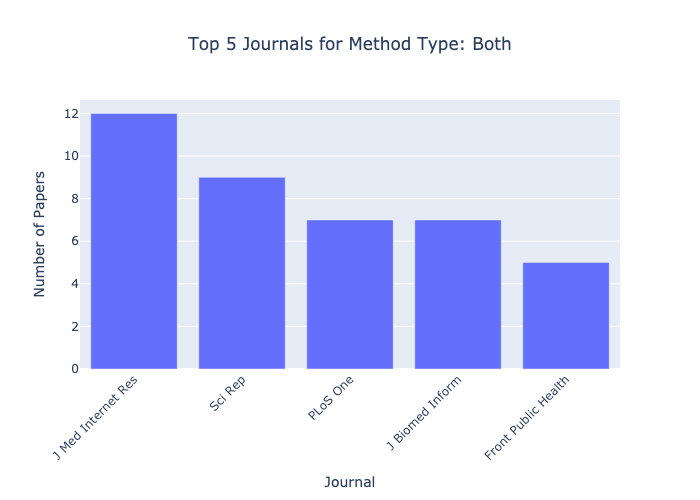 Top 5 Journals for Method Type: Both
Number of Papers
12
10
8
6
4
2
0
J Med Internet Res
Sci Rep
PLoS One
J Biomed Inform
Front Public Health
Journal